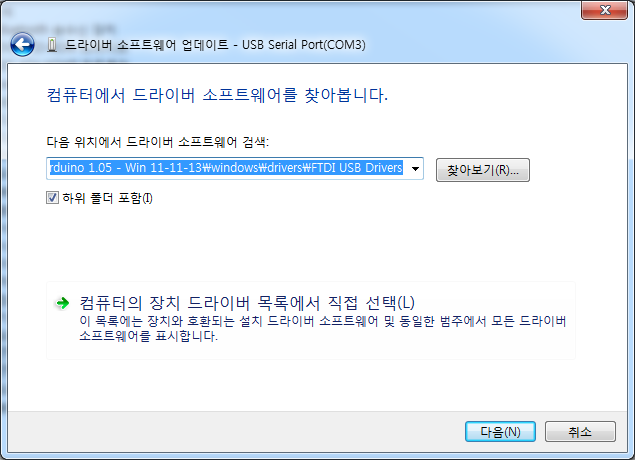 드라이버 소프트웨어 업데이트 - USB Serial Port(COM3)
컴퓨터에서 드라이버 소프트웨어를 찾아봅니다.
다음 위치에서 드라이버 소프트웨어 검색:
rduino 1.05 - Win 11-11-13₩windows₩drivers₩FTDI USB Drivers
찾아보기(R)...
하위 폴더 포함(I)
컴퓨터의 장치 드라이버 목록에서 직접 선택(L)
이 목록에는 장치와 호환되는 설치 드라이버 소프트웨어 및 동일한 범주에서 모든 드라이버
소프트웨어를 표시합니다.
다음(N)
취소